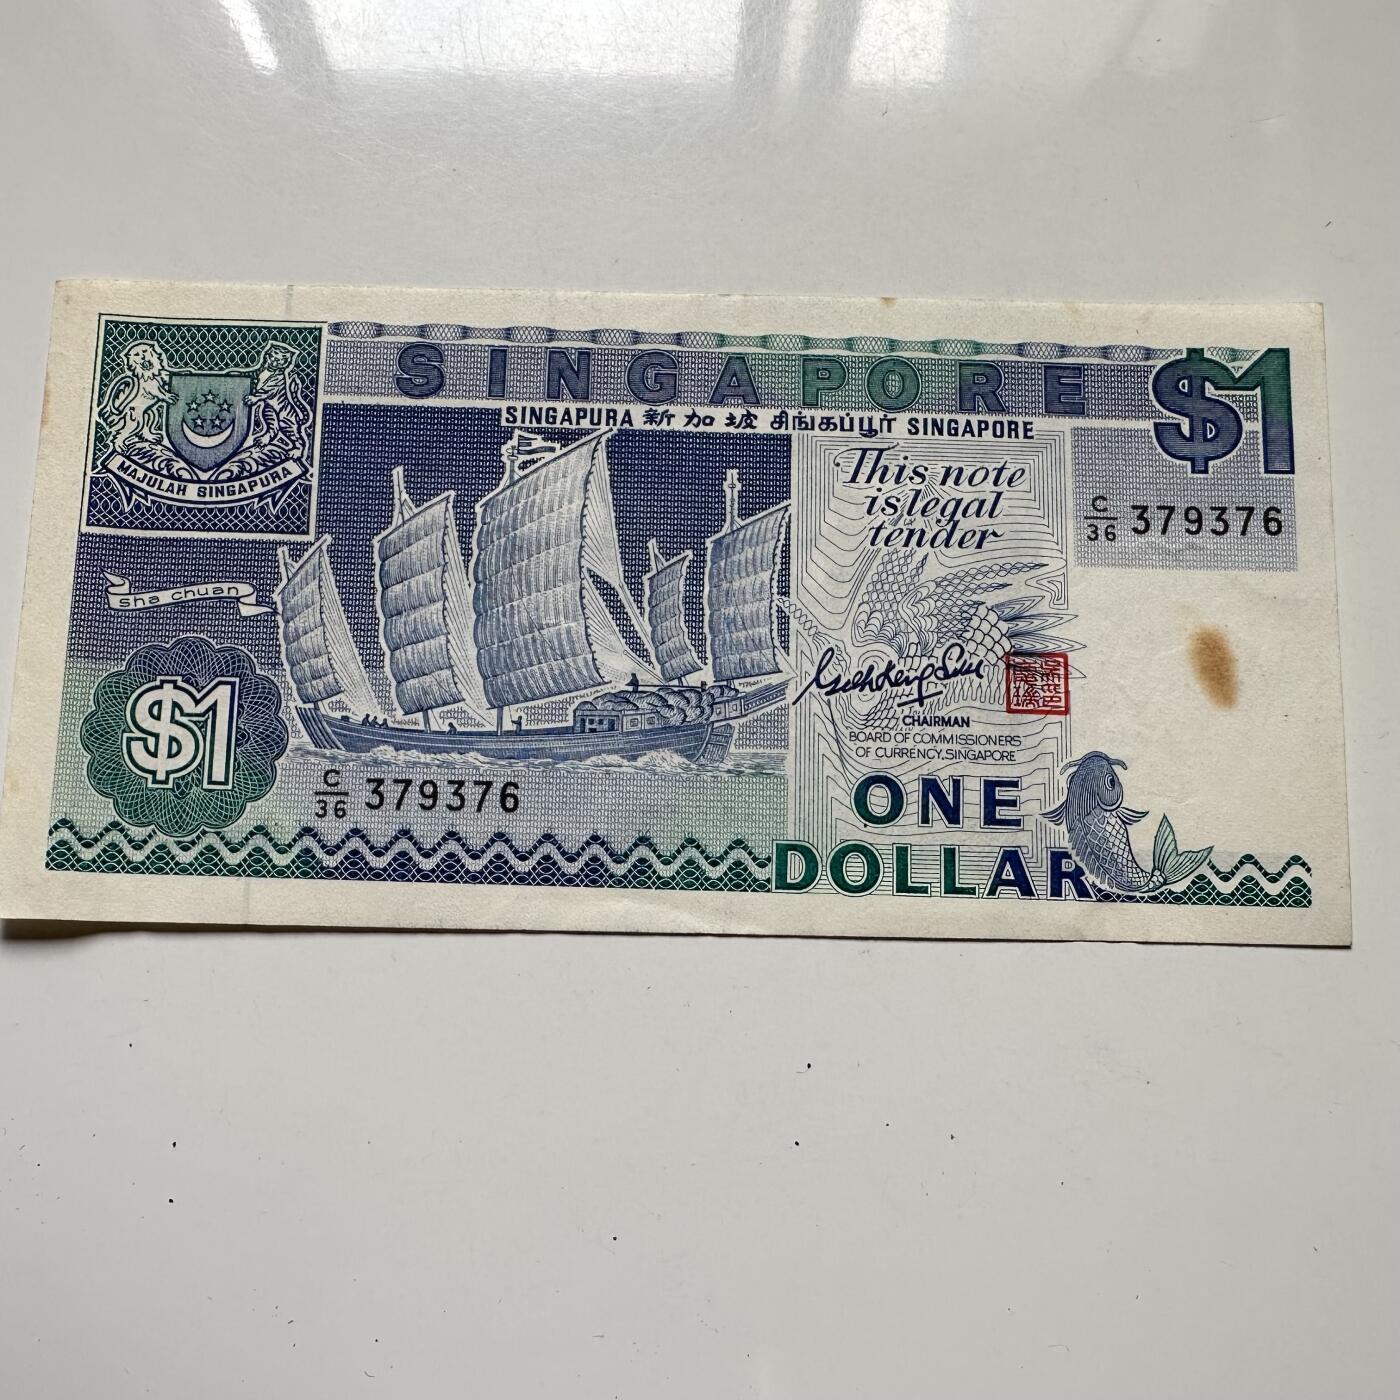 SINGAPORE
$1
SINGAPURA 新加坡 சிங்கப்பூர் SINGAPORE
MAJULAH SINGAPURA
This note
is legal
tender
C/36 379376
sha chuan
$1
CHAIRMAN
BOARD OF COMMISSIONERS
OF CURRENCY, SINGAPORE
C/36 379376
ONE
DOLLAR